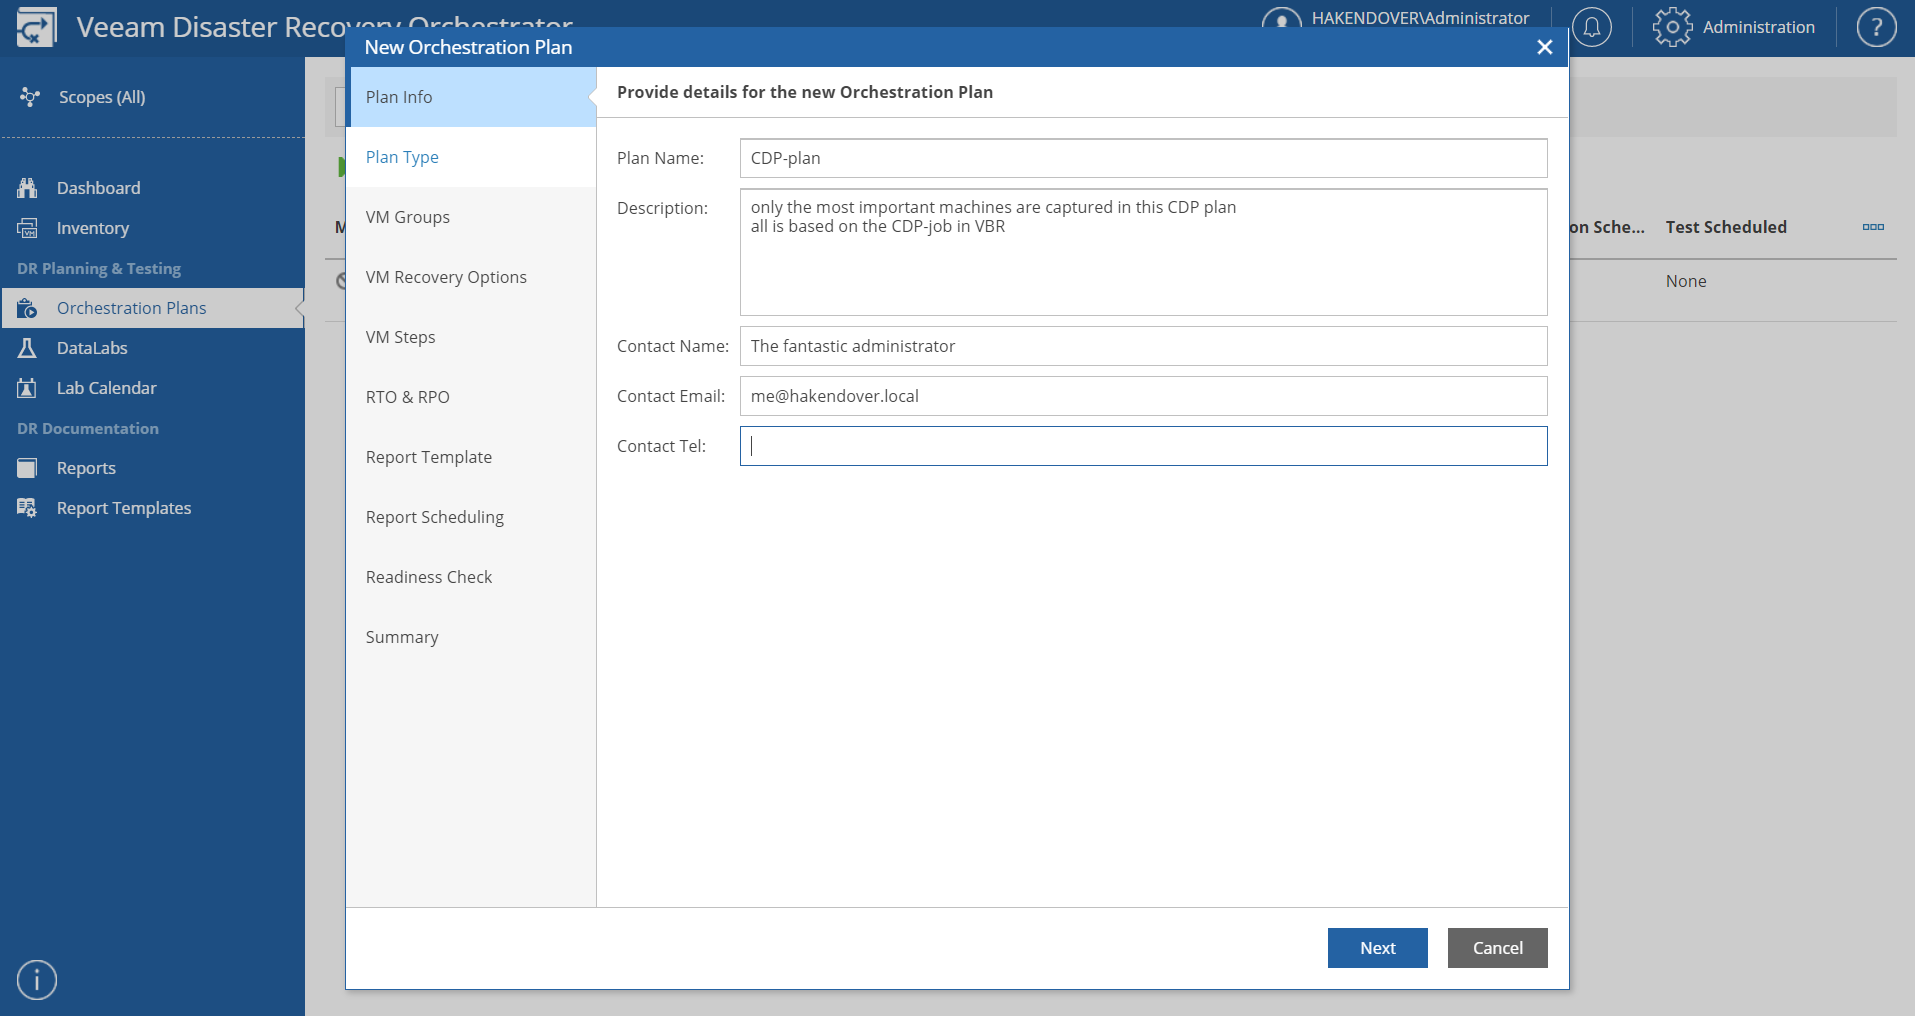 Veeam Disaster Recovery Orchestrator
HAKENDOVER\Administrator
Administration
?
Scopes (All)
Dashboard
Inventory
DR Planning & Testing
Orchestration Plans
DataLabs
Lab Calendar
DR Documentation
Reports
Report Templates
i
New Orchestration Plan
Plan Info
Plan Type
VM Groups
VM Recovery Options
VM Steps
RTO & RPO
Report Template
Report Scheduling
Readiness Check
Summary
Provide details for the new Orchestration Plan
Plan Name: CDP-plan
Description: only the most important machines are captured in this CDP plan
all is based on the CDP-job in VBR
Contact Name: The fantastic administrator
Contact Email: me@hakendover.local
Contact Tel:
Next
Cancel
on Sche... Test Scheduled
None